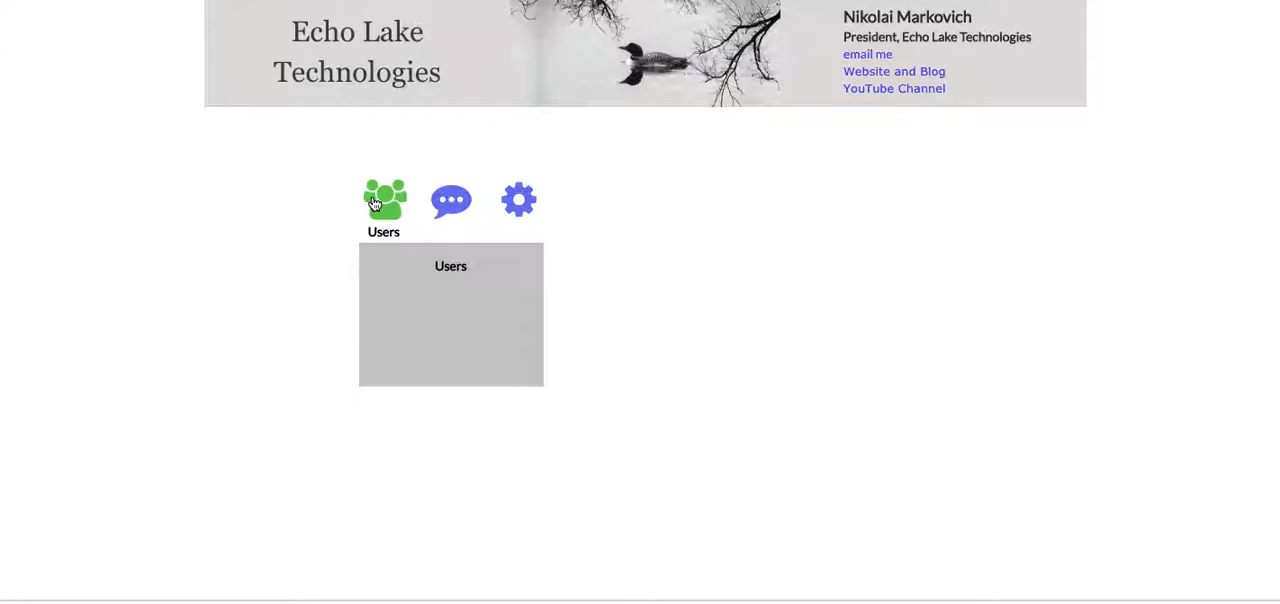 Echo Lake
Technologies
Nikolai Markovich
President, Echo Lake Technologies
email me
Website and Blog
YouTube Channel
Users
Users